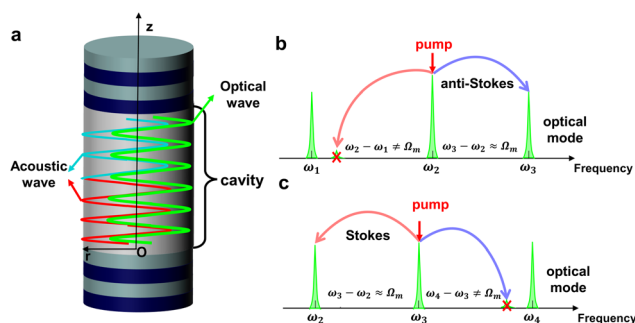 a
z
Optical
wave
Acoustic
wave
cavity
r
O
b
pump
anti-Stokes
optical
mode
ω₂ − ω₁ ≠ Ωₘ
ω₃ − ω₂ ≈ Ωₘ
ω₁
ω₂
ω₃
Frequency
c
pump
Stokes
optical
mode
ω₃ − ω₂ ≈ Ωₘ
ω₄ − ω₃ ≠ Ωₘ
ω₂
ω₃
ω₄
Frequency